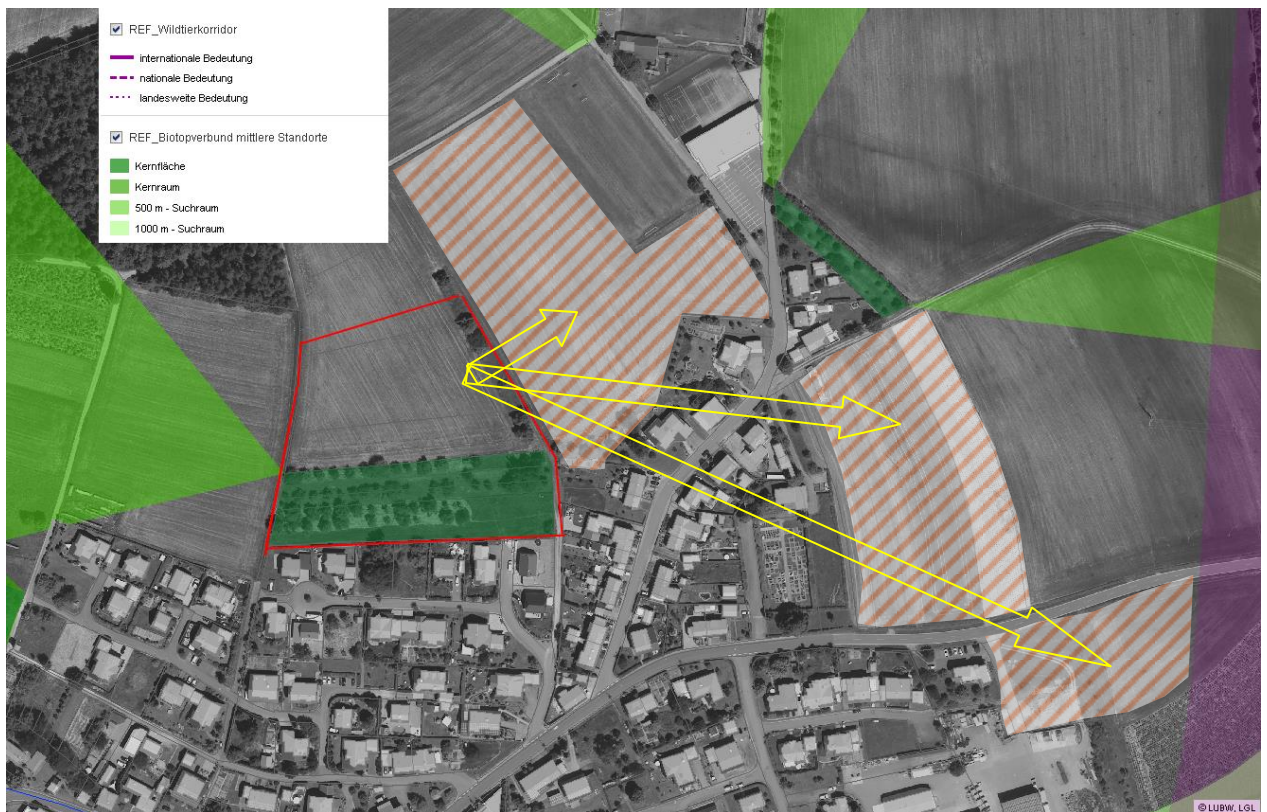 REF_Wildtierkorridor
internationale Bedeutung
nationale Bedeutung
landesweite Bedeutung
REF_Biotopverbund mittlere Standorte
Kernfläche
Kernraum
500 m - Suchraum
1000 m - Suchraum
© LUBW, LGL